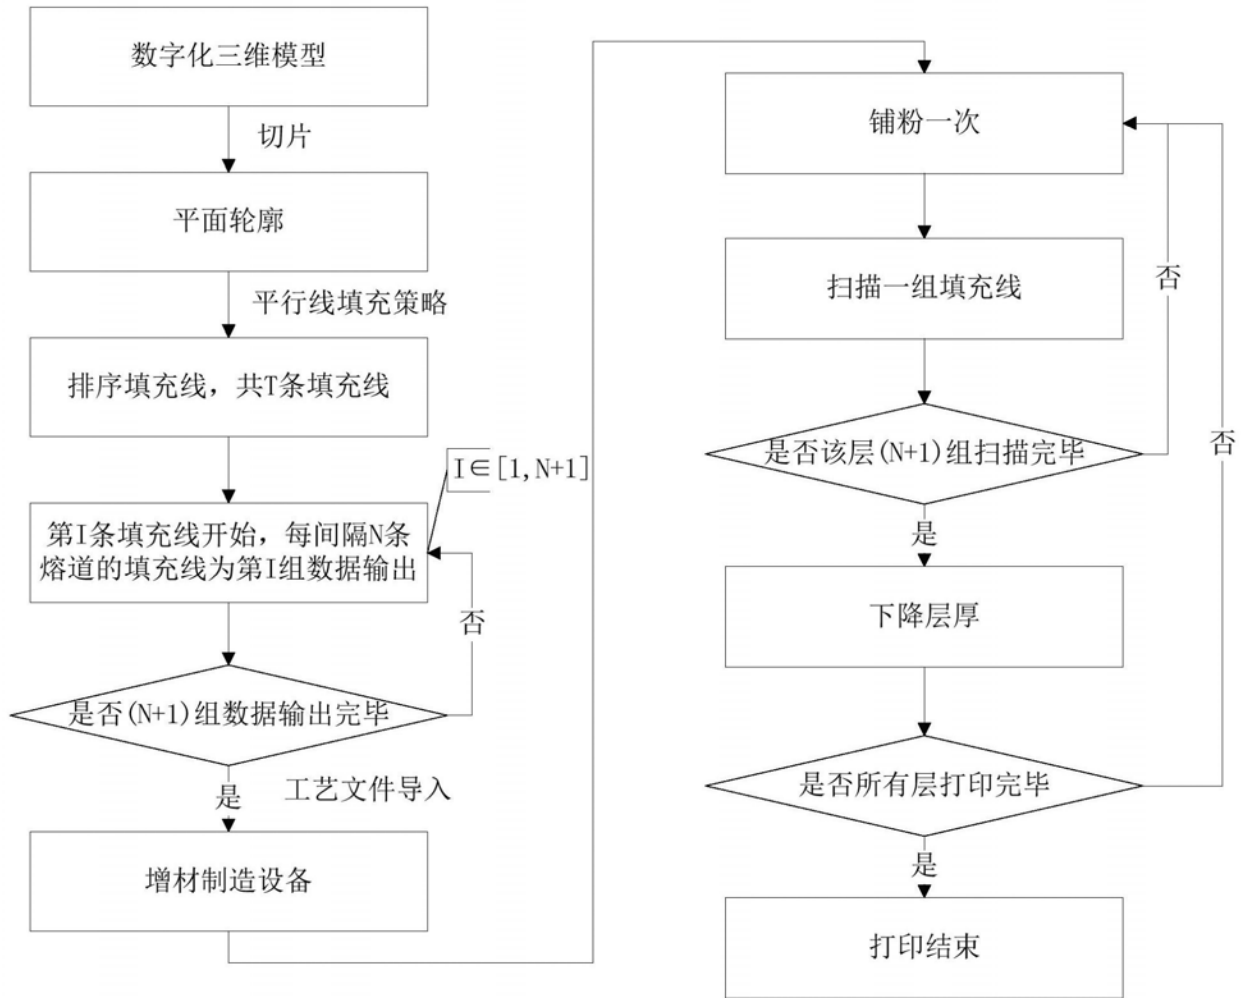 数字化三维模型
切片
平面轮廓
平行线填充策略
排序填充线，共T条填充线
I∈[1,N+1]
第I条填充线开始，每间隔N条
熔道的填充线为第I组数据输出
否
是否(N+1)组数据输出完毕
是
工艺文件导入
增材制造设备
铺粉一次
扫描一组填充线
否
是否该层(N+1)组扫描完毕
否
是
下降层厚
是否所有层打印完毕
是
打印结束